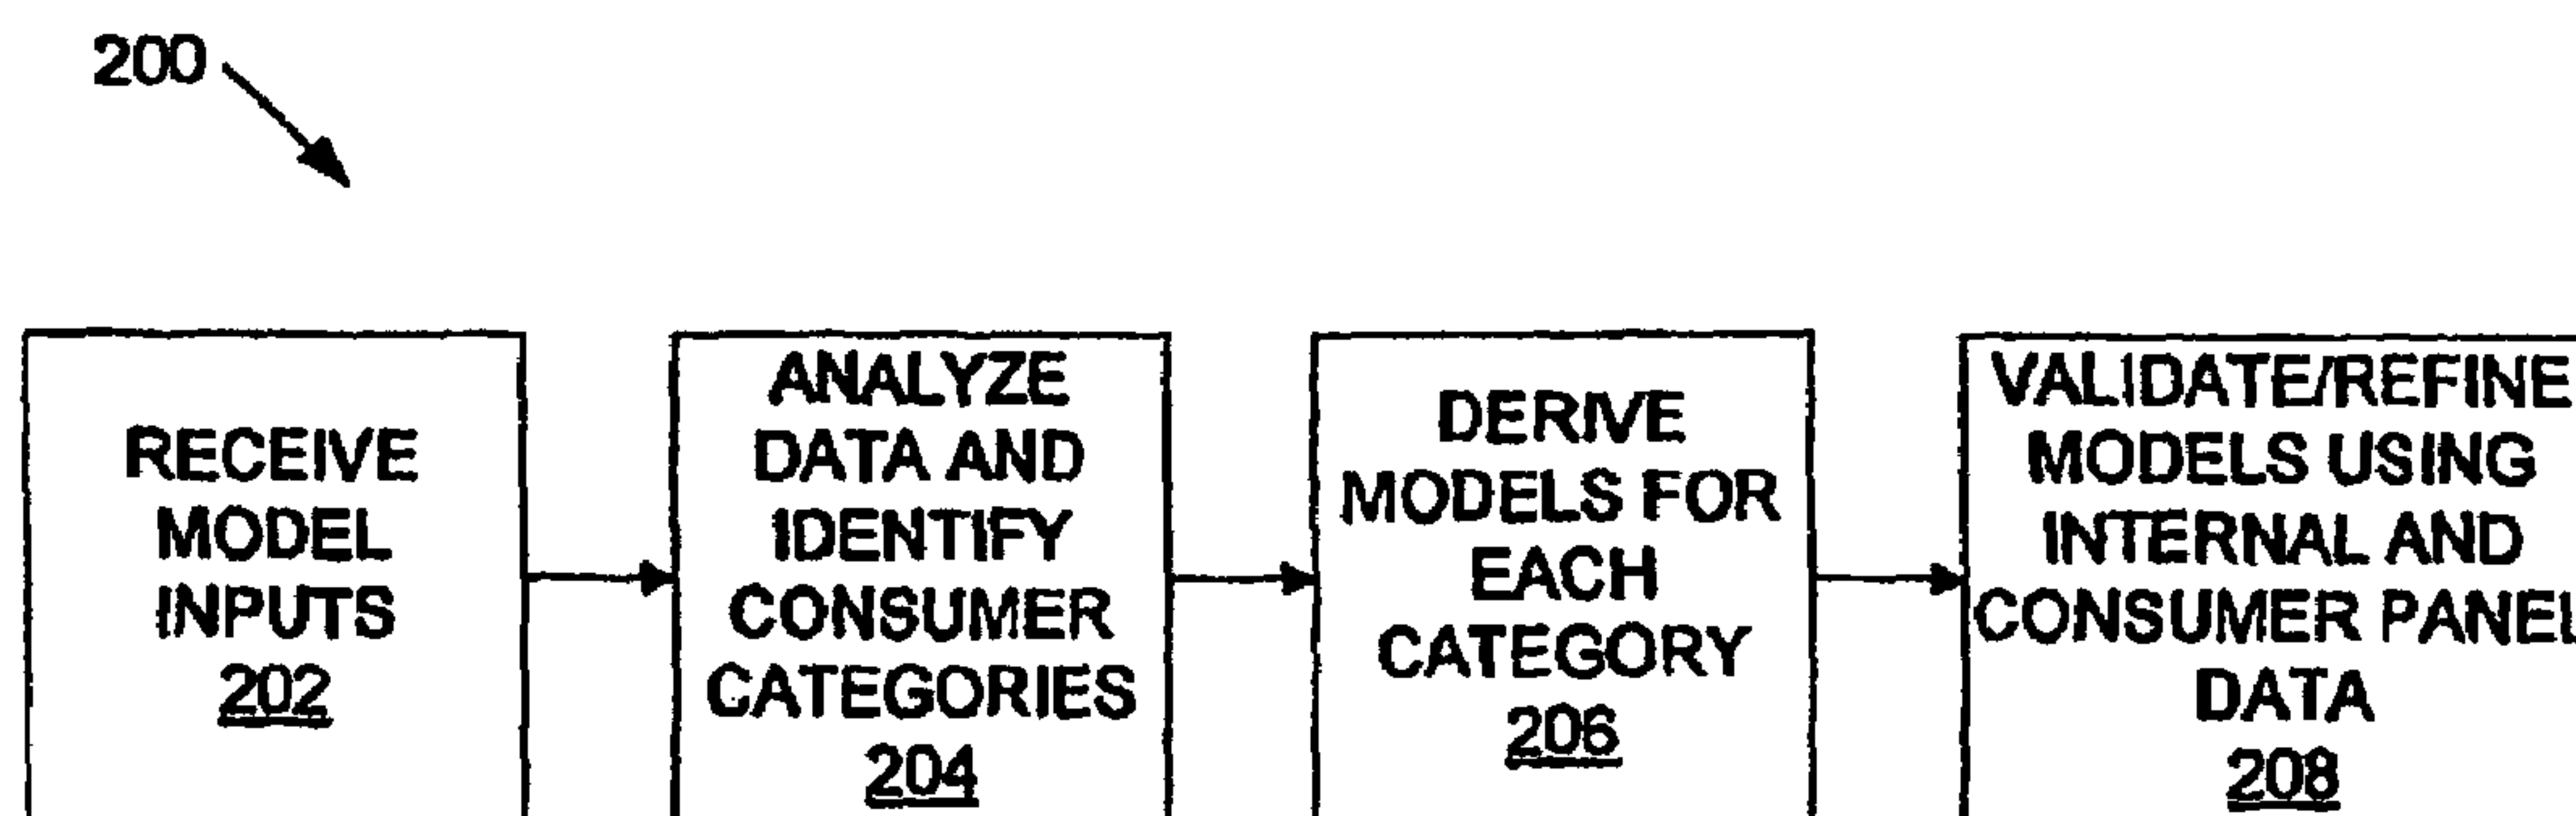 200
RECEIVE
MODEL
INPUTS
202
ANALYZE
DATA AND
IDENTIFY
CONSUMER
CATEGORIES
204
DERIVE
MODELS FOR
EACH
CATEGORY
206
VALIDATE/REFINE
MODELS USING
INTERNAL AND
CONSUMER PANEL
DATA
208